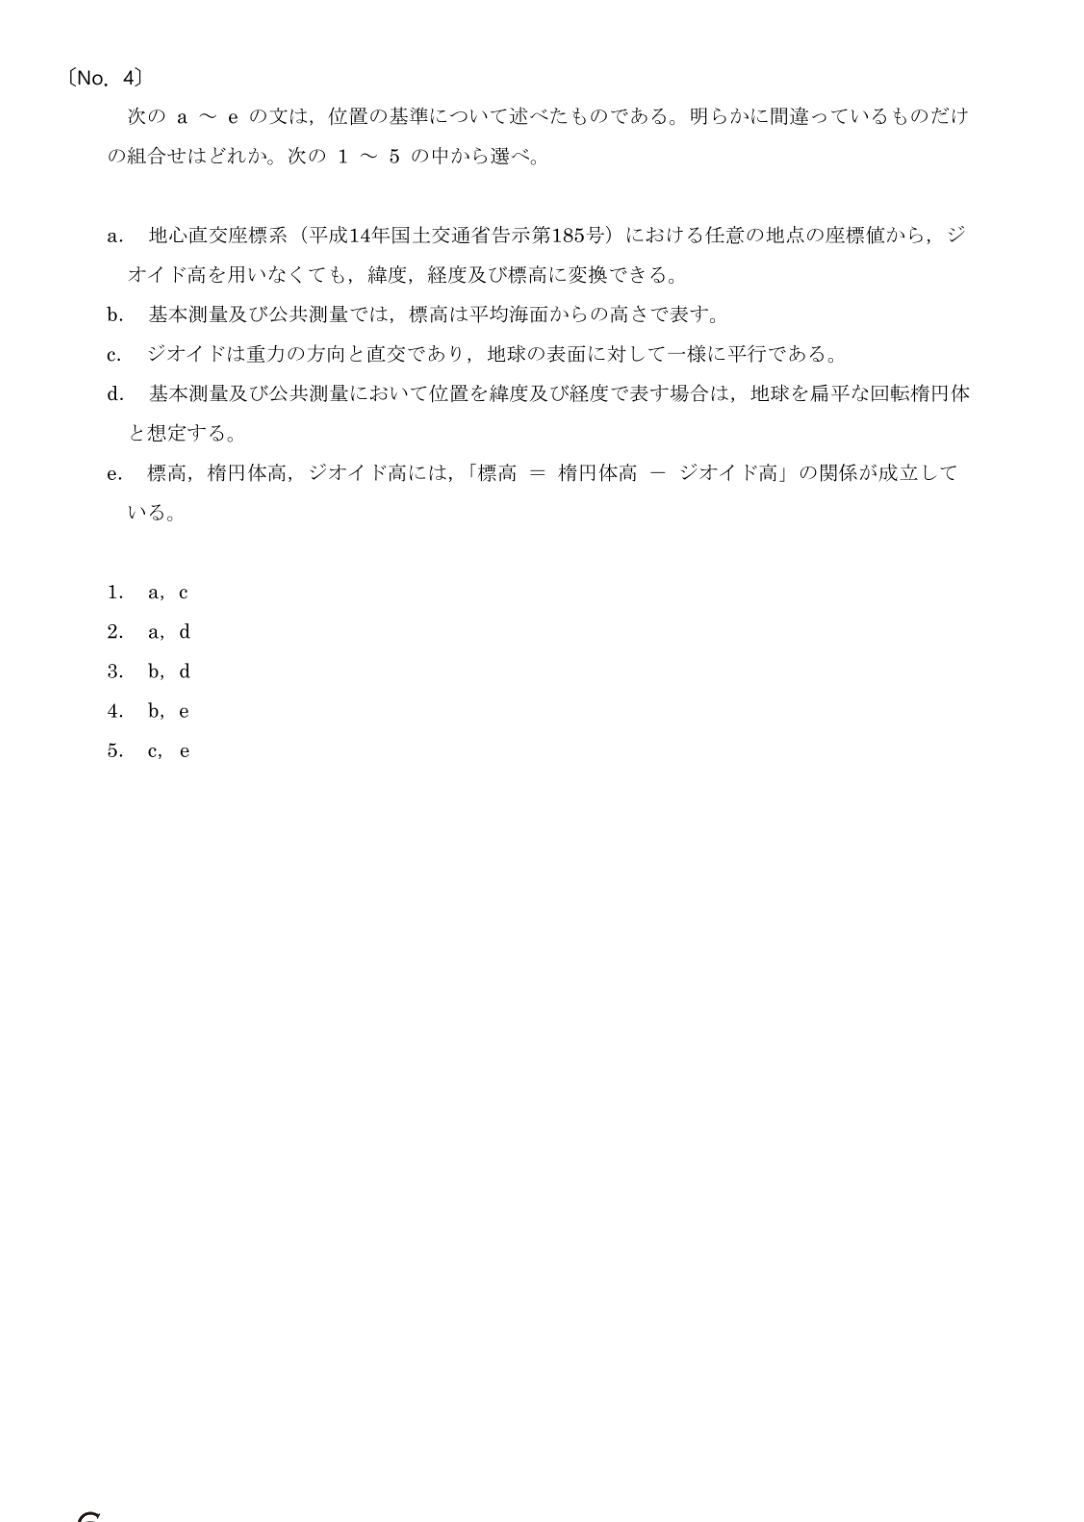 〔No. 4〕
次の a ～ e の文は，位置の基準について述べたものである。明らかに間違っているものだけ
の組合せはどれか。次の 1 ～ 5 の中から選べ。
a. 地心直交座標系（平成14年国土交通省告示第185号）における任意の地点の座標値から，ジ
オイド高を用いなくても，緯度，経度及び標高に変換できる。
b. 基本測量及び公共測量では，標高は平均海面からの高さで表す。
c. ジオイドは重力の方向と直交であり，地球の表面に対して一様に平行である。
d. 基本測量及び公共測量において位置を緯度及び経度で表す場合は，地球を扁平な回転楕円体
と想定する。
e. 標高，楕円体高，ジオイド高には，「標高 ＝ 楕円体高 － ジオイド高」の関係が成立して
いる。
1. a，c
2. a，d
3. b，d
4. b，e
5. c，e